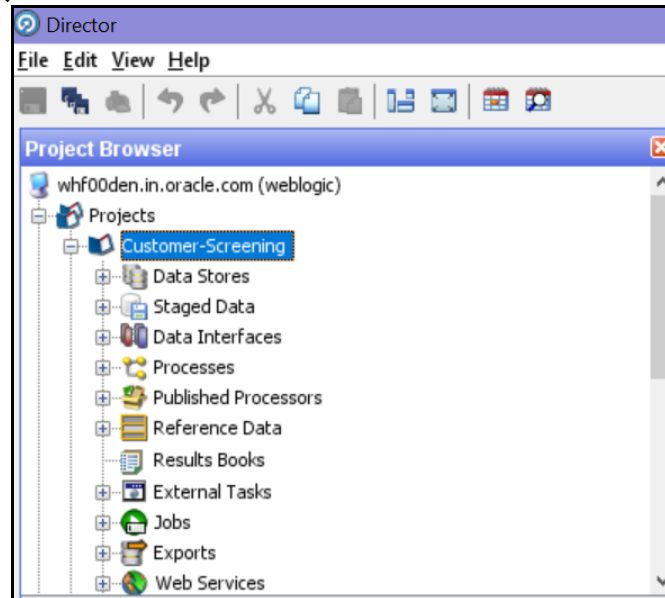 Director
File Edit View Help
Project Browser
whf00den.in.oracle.com (weblogic)
Projects
Customer-Screening
Data Stores
Staged Data
Data Interfaces
Processes
Published Processors
Reference Data
Results Books
External Tasks
Jobs
Exports
Web Services